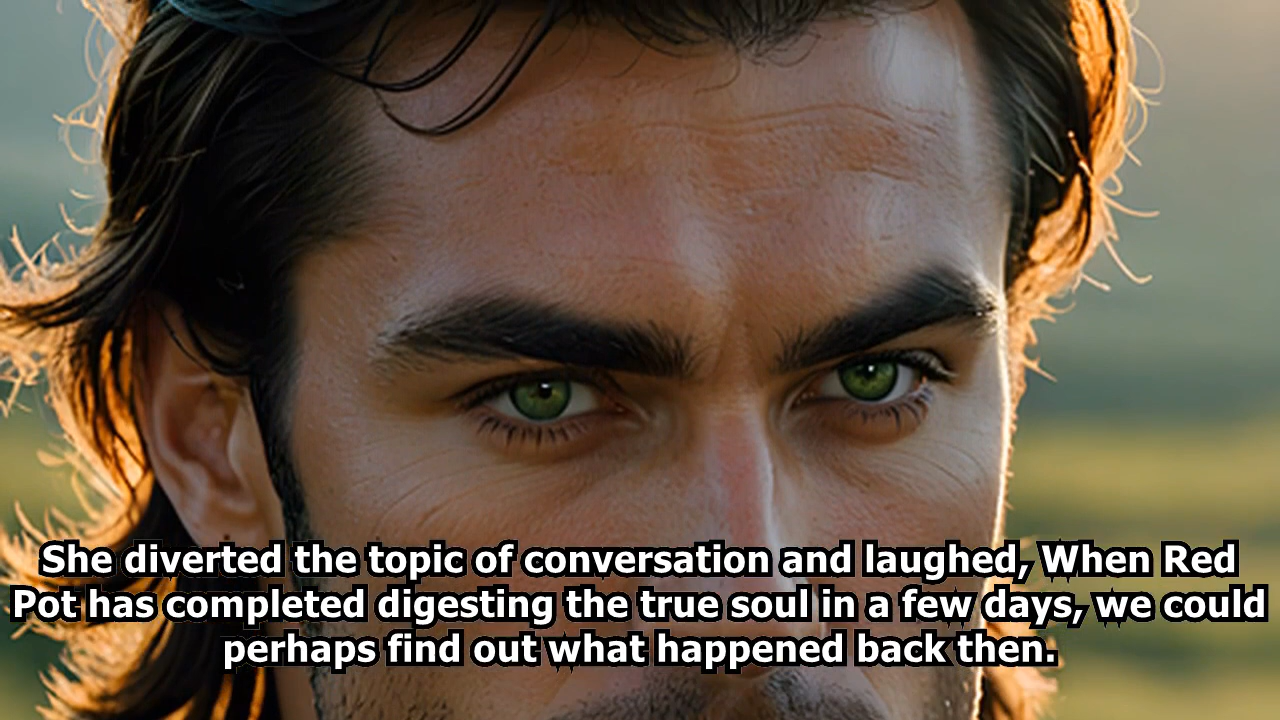 She diverted the topic of conversation and laughed, When Red
Pot has completed digesting the true soul in a few days, we could
perhaps find out what happened back then.